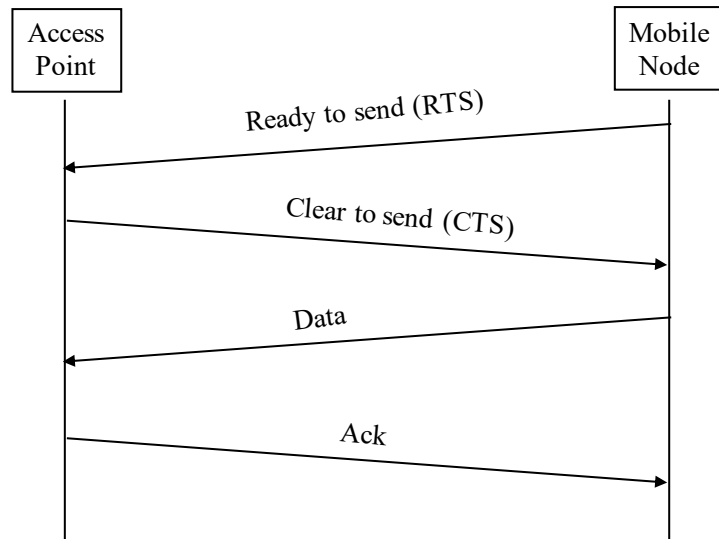 Access
Point
Mobile
Node
Ready to send (RTS)
Clear to send (CTS)
Data
Ack